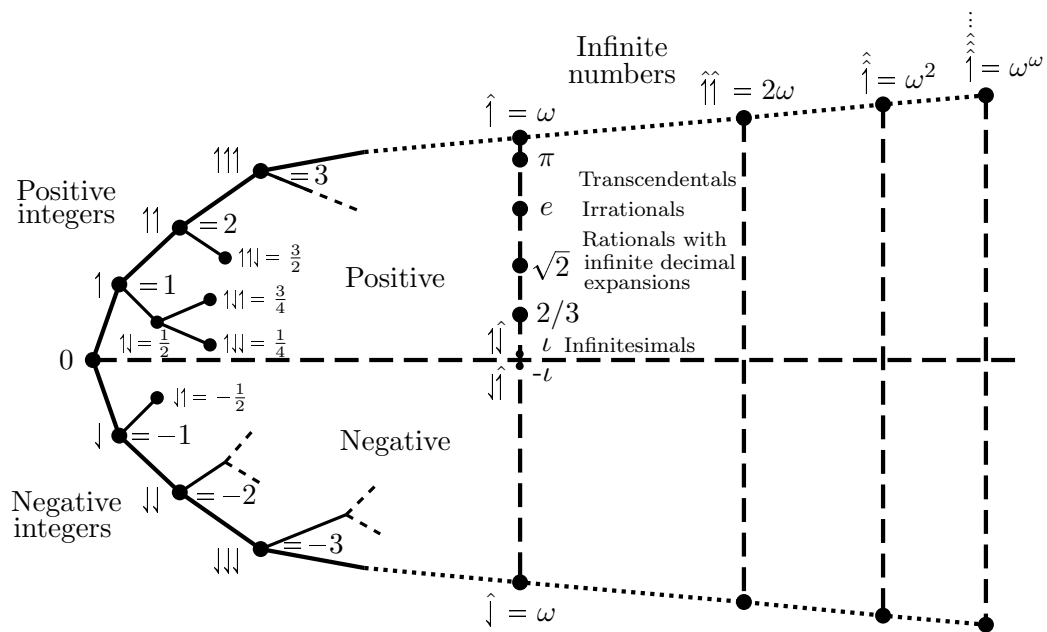 Infinite
numbers
⋮
↿̂̂̂ = ω^ω
↿̂̂ = ω²
↿̂↿̂ = 2ω
↿̂ = ω
π
Transcendentals
↿↿↿
=3
Positive
integers
↿↿
=2
e Irrationals
Rationals with
√2 infinite decimal
expansions
↿↿⇃= 3/2
Positive
↿ =1
↿⇃↿= 3/4
2/3
↿⇃= 1/2
↿⇃⇃= 1/4
↿⇃̂ ι Infinitesimals
0
⇃↿̂ -ι
⇃↿= −1/2
⇃ =−1
Negative
Negative
integers
⇃⇃ =−2
⇃⇃⇃ =−3
⇃̂ = ω